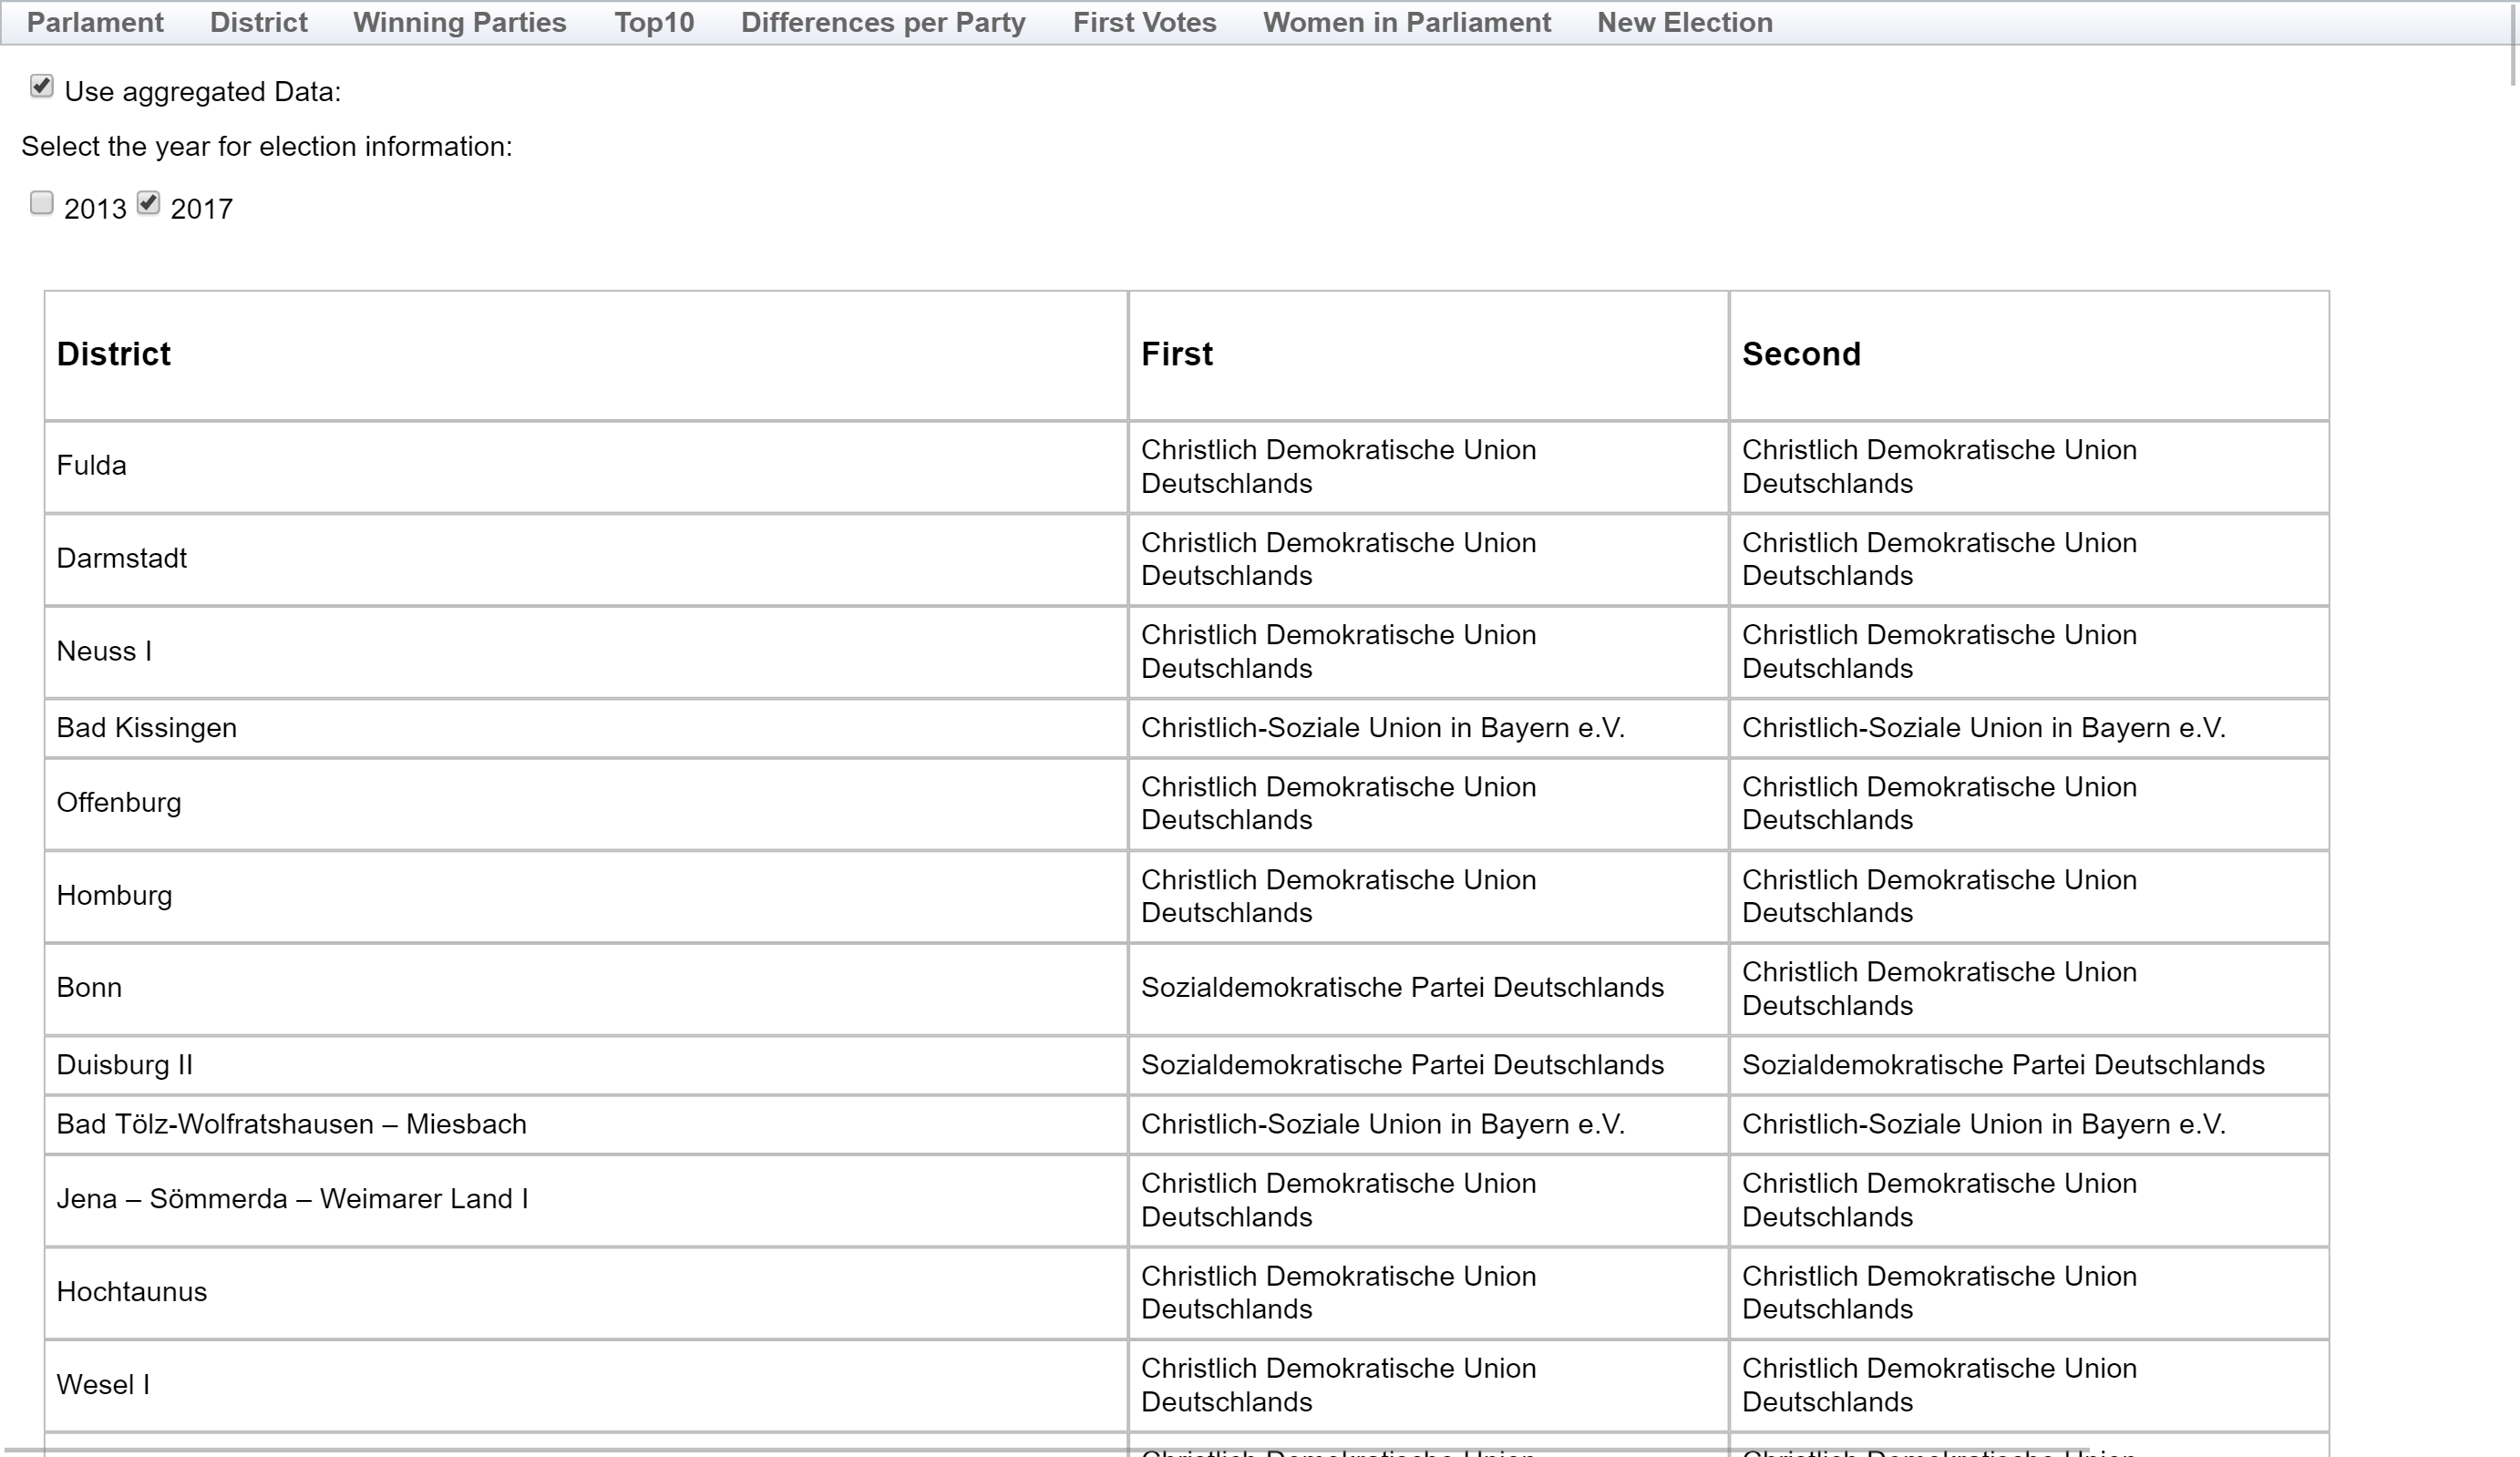 Parlament District Winning Parties Top10 Differences per Party First Votes Women in Parliament New Election
Use aggregated Data:
Select the year for election information:
2013 2017
District First Second
Fulda
Christlich Demokratische Union
Deutschlands
Christlich Demokratische Union
Deutschlands
Darmstadt
Christlich Demokratische Union
Deutschlands
Christlich Demokratische Union
Deutschlands
Neuss I
Christlich Demokratische Union
Deutschlands
Christlich Demokratische Union
Deutschlands
Bad Kissingen Christlich-Soziale Union in Bayern e.V. Christlich-Soziale Union in Bayern e.V.
Offenburg
Christlich Demokratische Union
Deutschlands
Christlich Demokratische Union
Deutschlands
Homburg
Christlich Demokratische Union
Deutschlands
Christlich Demokratische Union
Deutschlands
Bonn
Sozialdemokratische Partei Deutschlands
Christlich Demokratische Union
Deutschlands
Duisburg II Sozialdemokratische Partei Deutschlands Sozialdemokratische Partei Deutschlands
Bad Tölz-Wolfratshausen – Miesbach Christlich-Soziale Union in Bayern e.V. Christlich-Soziale Union in Bayern e.V.
Jena – Sömmerda – Weimarer Land I
Christlich Demokratische Union
Deutschlands
Christlich Demokratische Union
Deutschlands
Hochtaunus
Christlich Demokratische Union
Deutschlands
Christlich Demokratische Union
Deutschlands
Wesel I
Christlich Demokratische Union
Deutschlands
Christlich Demokratische Union
Deutschlands
Christlich Demokratische Union Christlich Demokratische Union